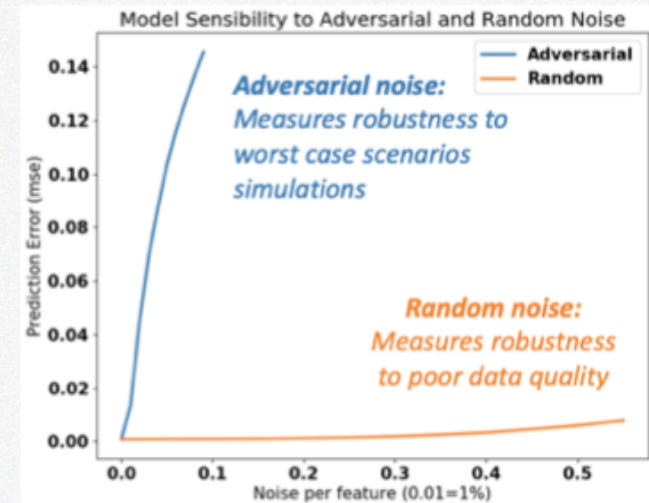 Model Sensibility to Adversarial and Random Noise
Adversarial
Random
Adversarial noise:
Measures robustness to
worst case scenarios
simulations
Random noise:
Measures robustness
to poor data quality
Prediction Error (mse)
0.14
0.12
0.10
0.08
0.06
0.04
0.02
0.00
0.0 0.1 0.2 0.3 0.4 0.5
Noise per feature (0.01=1%)